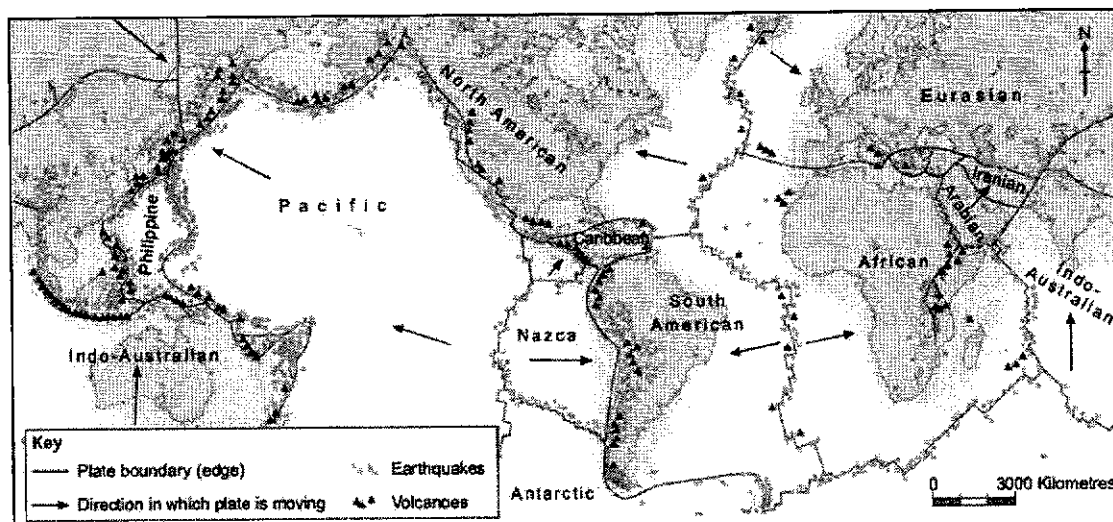 N
North American
Eurasian
Iranian
Arabian
Philippine
Pacific
Caribbean
African
Indo-
Australian
South
American
Nazca
Indo-Australian
Key
Plate boundary (edge)
Earthquakes
Direction in which plate is moving
Volcanoes
Antarctic
0 3000 Kilometres